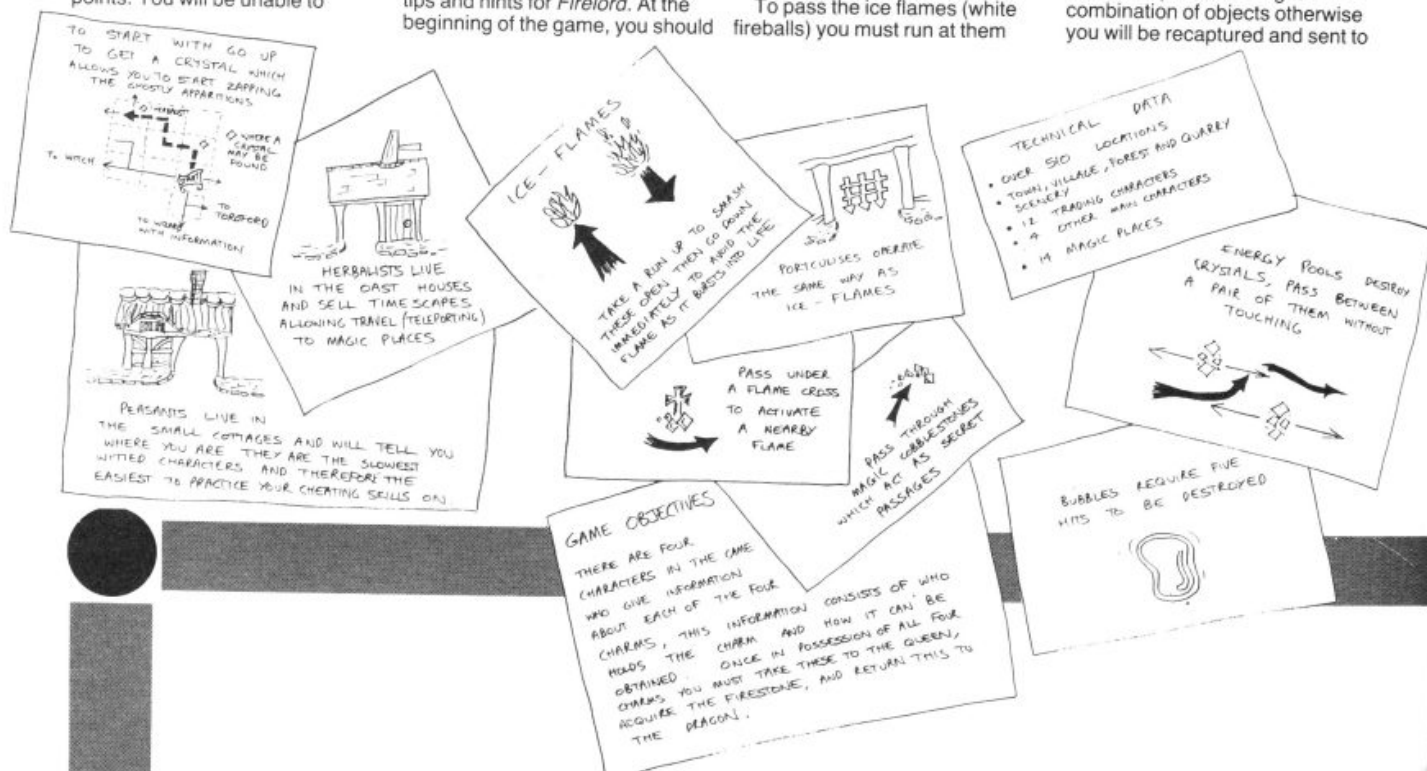 points. You will be unable to
tips and hints for Firelord. At the
beginning of the game, you should
To pass the ice flames (white
fireballs) you must run at them
combination of objects otherwise
you will be recaptured and sent to
TO START WITH GO UP
TO GET A CRYSTAL WHICH
ALLOWS YOU TO START ZAPPING
THE GHOSTLY APPARITIONS
◇ WHERE A
CRYSTAL
MAY BE
FOUND
TO WITCH
TO
TOREFORD
TO WIZARD
WITH INFORMATION
HERBALISTS LIVE
IN THE OAST HOUSES
AND SELL TIMESCAPES
ALLOWING TRAVEL (TELEPORTING)
TO MAGIC PLACES
PEASANTS LIVE IN
THE SMALL COTTAGES AND WILL TELL YOU
WHERE YOU ARE THEY ARE THE SLOWEST
WITTED CHARACTERS AND THEREFORE THE
EASIEST TO PRACTICE YOUR CHEATING SKILLS ON.
ICE-FLAMES
TAKE A RUN UP TO SMASH
THESE OPEN THEN GO DOWN
IMMEDIATELY TO AVOID THE
FLAME AS IT BURSTS INTO LIFE
PORTCULISES OPERATE
THE SAME WAY AS
ICE-FLAMES
PASS UNDER
A FLAME CROSS
TO ACTIVATE
A NEARBY
FLAME
PASS THROUGH
MAGIC COBBLESTONES
WHICH ACT AS SECRET
PASSAGES
TECHNICAL DATA
• OVER 510 LOCATIONS
• TOWN, VILLAGE, FOREST AND QUARRY
SCENERY
• 12 TRADING CHARACTERS
• 4 OTHER MAIN CHARACTERS
• 14 MAGIC PLACES
ENERGY POOLS DESTROY
CRYSTALS, PASS BETWEEN
A PAIR OF THEM WITHOUT
TOUCHING
BUBBLES REQUIRE FIVE
HITS TO BE DESTROYED
GAME OBJECTIVES
THERE ARE FOUR
CHARACTERS IN THE GAME
WHO GIVE INFORMATION
ABOUT EACH OF THE FOUR
CHARMS, THIS INFORMATION CONSISTS OF WHO
HOLDS THE CHARM AND HOW IT CAN BE
OBTAINED. ONCE IN POSSESSION OF ALL FOUR
CHARMS YOU MUST TAKE THESE TO THE QUEEN,
ACQUIRE THE FIRESTONE, AND RETURN THIS TO
THE DRAGON.